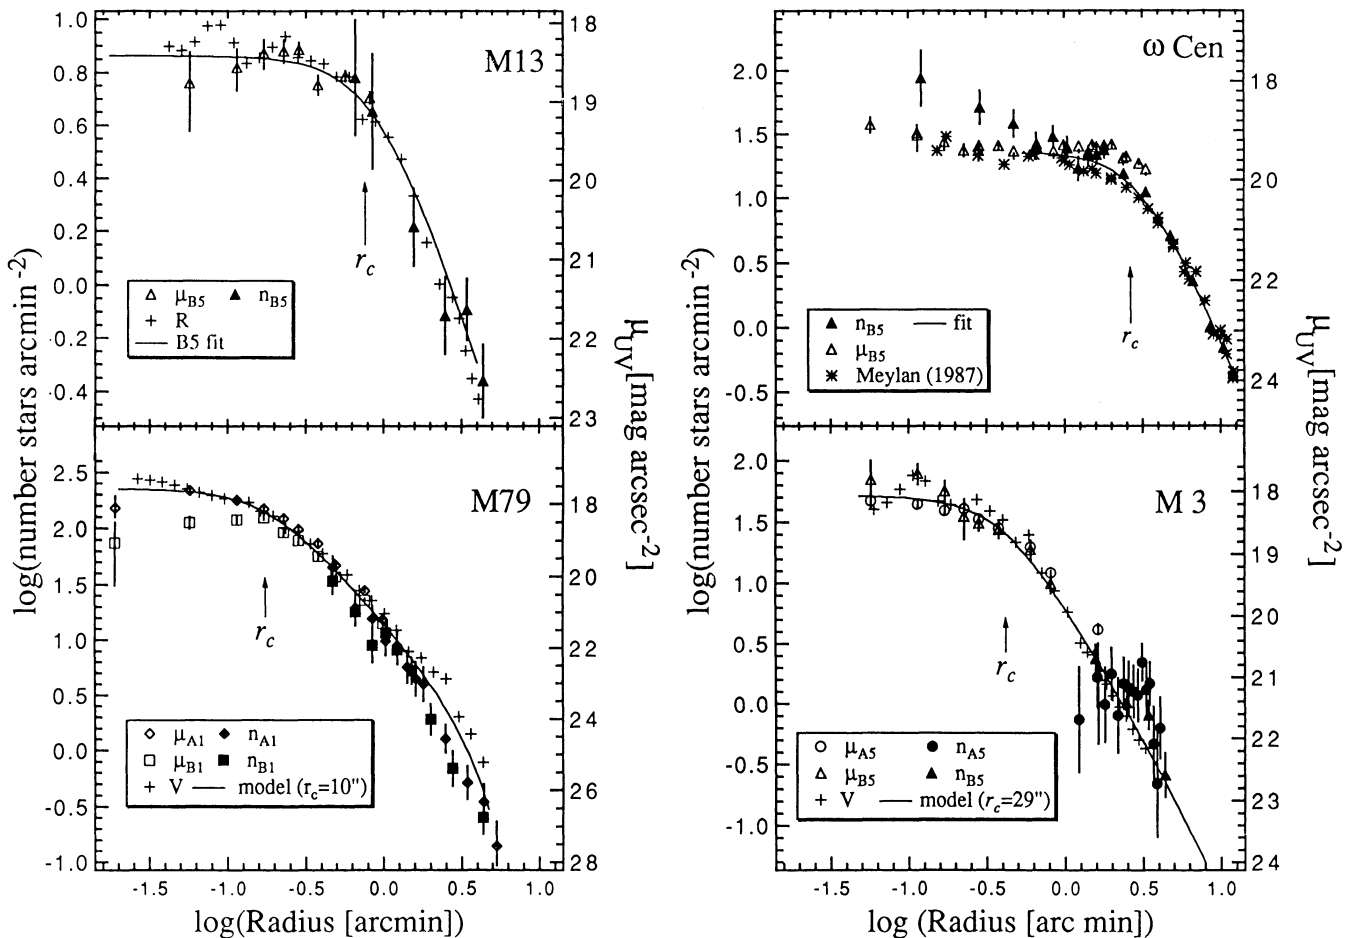 M13
1.0
0.8
0.6
0.4
0.2
0.0
0.2
0.4
18
19
20
21
22
23
r_c
△ μ_B5 ▲ n_B5
+ R
— B5 fit
log(number stars arcmin^-2)
μ_UV [mag arcsec^-2]
ω Cen
2.0
1.5
1.0
0.5
0.0
-0.5
18
20
22
24
r_c
▲ n_B5 — fit
△ μ_B5
✳ Meylan (1987)
log(number stars arcmin^-2)
μ_UV [mag arcsec^-2]
M79
2.5
2.0
1.5
1.0
0.5
0.0
-0.5
-1.0
18
20
22
24
26
28
r_c
◇ μ_A1 ◆ n_A1
□ μ_B1 ■ n_B1
+ V — model (r_c=10")
-1.5 -1.0 -0.5 0.0 0.5 1.0
log(Radius [arcmin])
M 3
2.0
1.5
1.0
0.5
0.0
-0.5
-1.0
18
19
20
21
22
23
24
r_c
○ μ_A5 ● n_A5
△ μ_B5 ▲ n_B5
+ V — model (r_c=29")
-1.5 -1.0 -0.5 0.0 0.5 1.0
log (Radius [arc min])